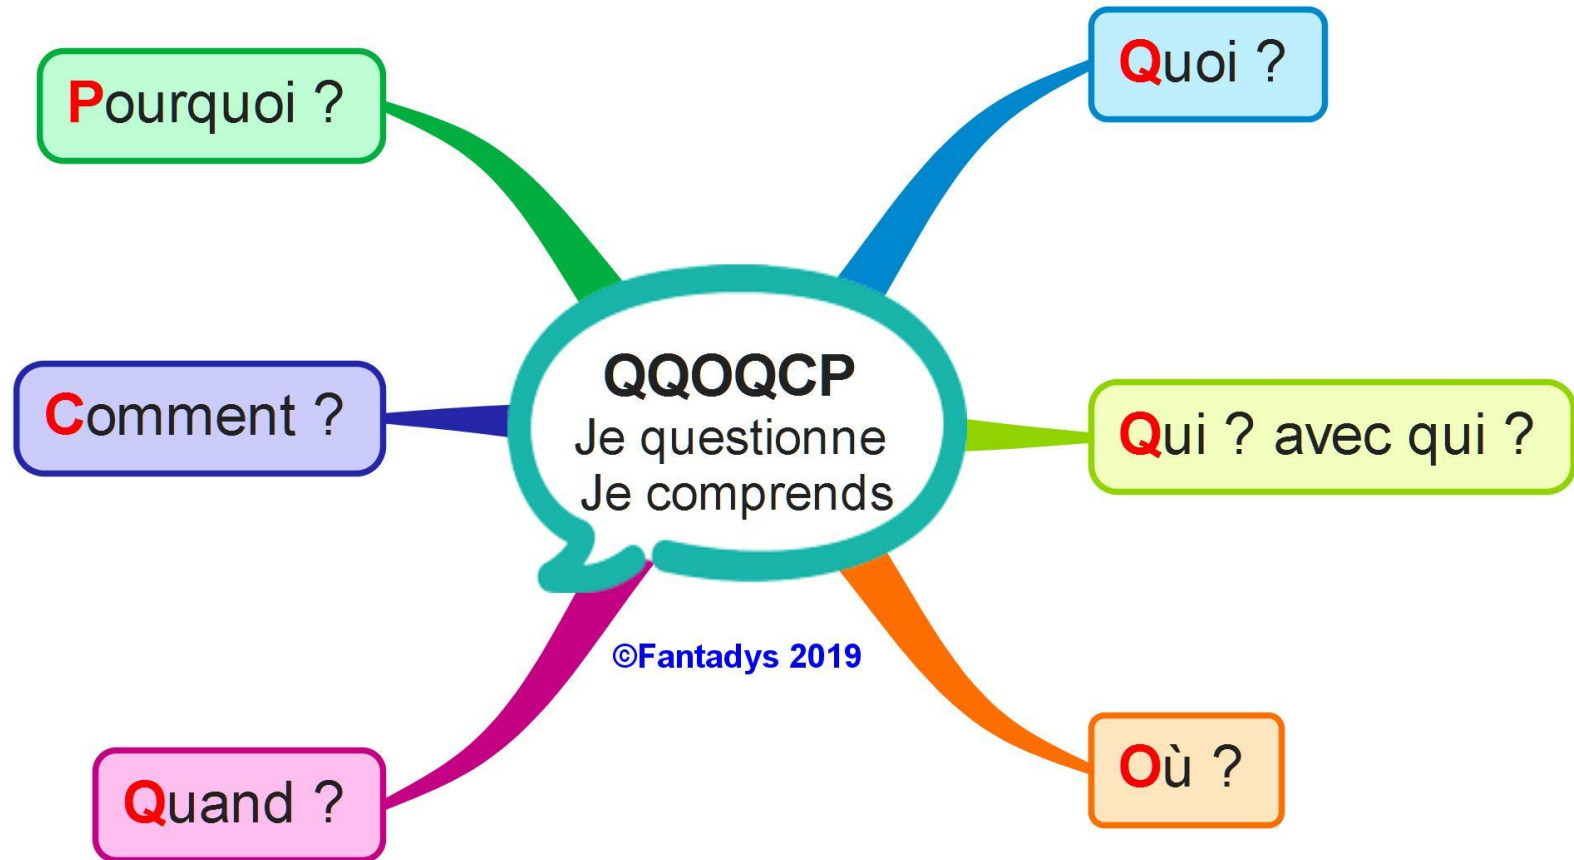 Pourquoi ?
Quoi ?
QQOQCP
Je questionne
Je comprends
Comment ?
Qui ? avec qui ?
©Fantadys 2019
Quand ?
Où ?